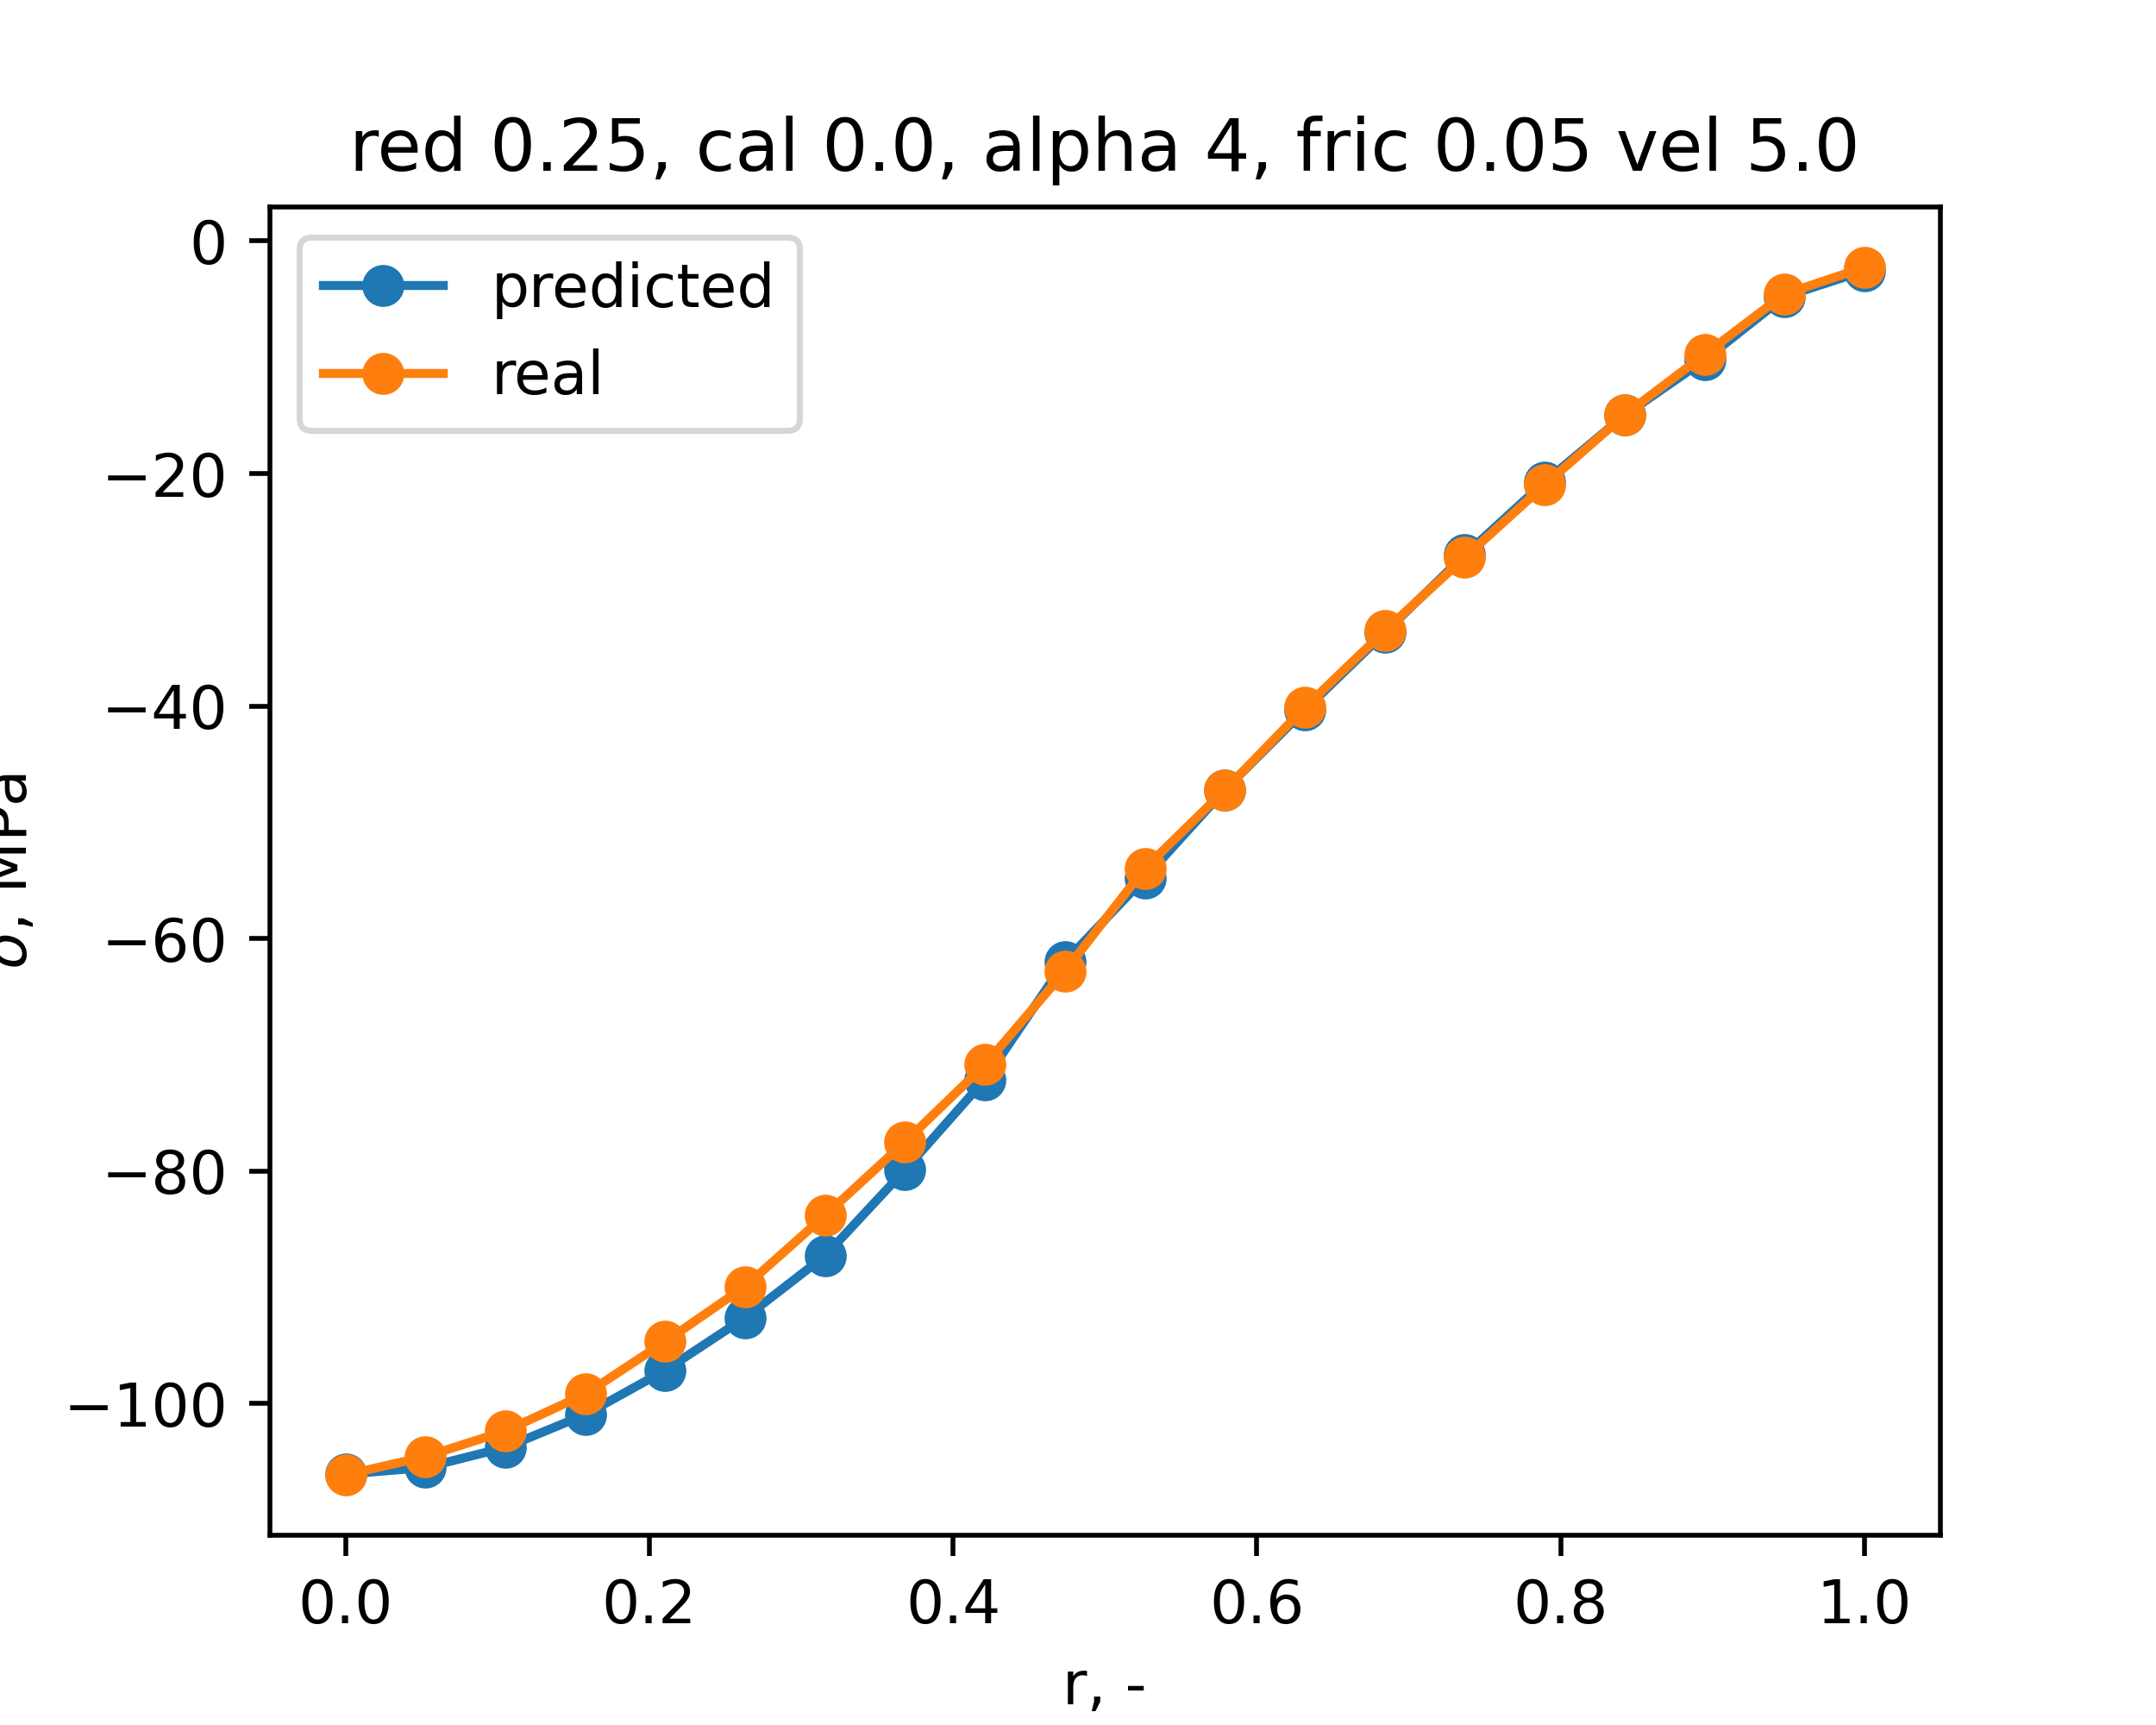 red 0.25, cal 0.0, alpha 4, fric 0.05 vel 5.0
predicted
real
0
−20
−40
−60
−80
−100
, MPa
0.0 0.2 0.4 0.6 0.8 1.0
r, -